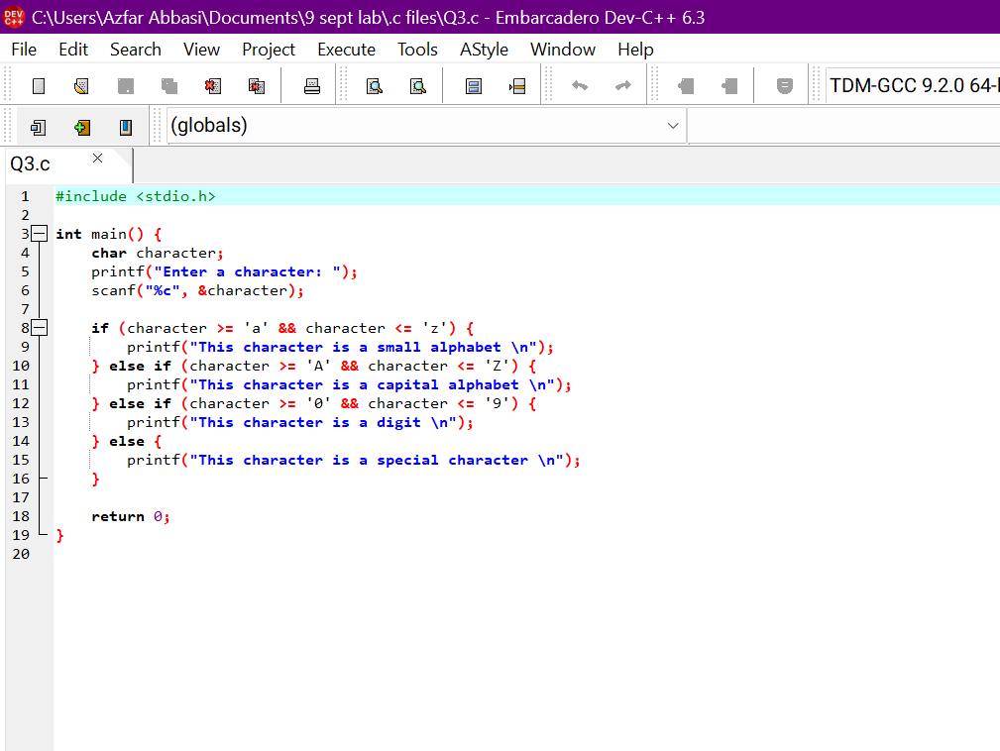 DEV C++ C:\Users\Azfar Abbasi\Documents\9 sept lab\.c files\Q3.c - Embarcadero Dev-C++ 6.3
File Edit Search View Project Execute Tools AStyle Window Help
TDM-GCC 9.2.0 64-
(globals)
Q3.c
1 #include <stdio.h>
2
3 int main() {
4     char character;
5     printf("Enter a character: ");
6     scanf("%c", &character);
7
8     if (character >= 'a' && character <= 'z') {
9         printf("This character is a small alphabet \n");
10     } else if (character >= 'A' && character <= 'Z') {
11         printf("This character is a capital alphabet \n");
12     } else if (character >= '0' && character <= '9') {
13         printf("This character is a digit \n");
14     } else {
15         printf("This character is a special character \n");
16     }
17
18     return 0;
19 }
20